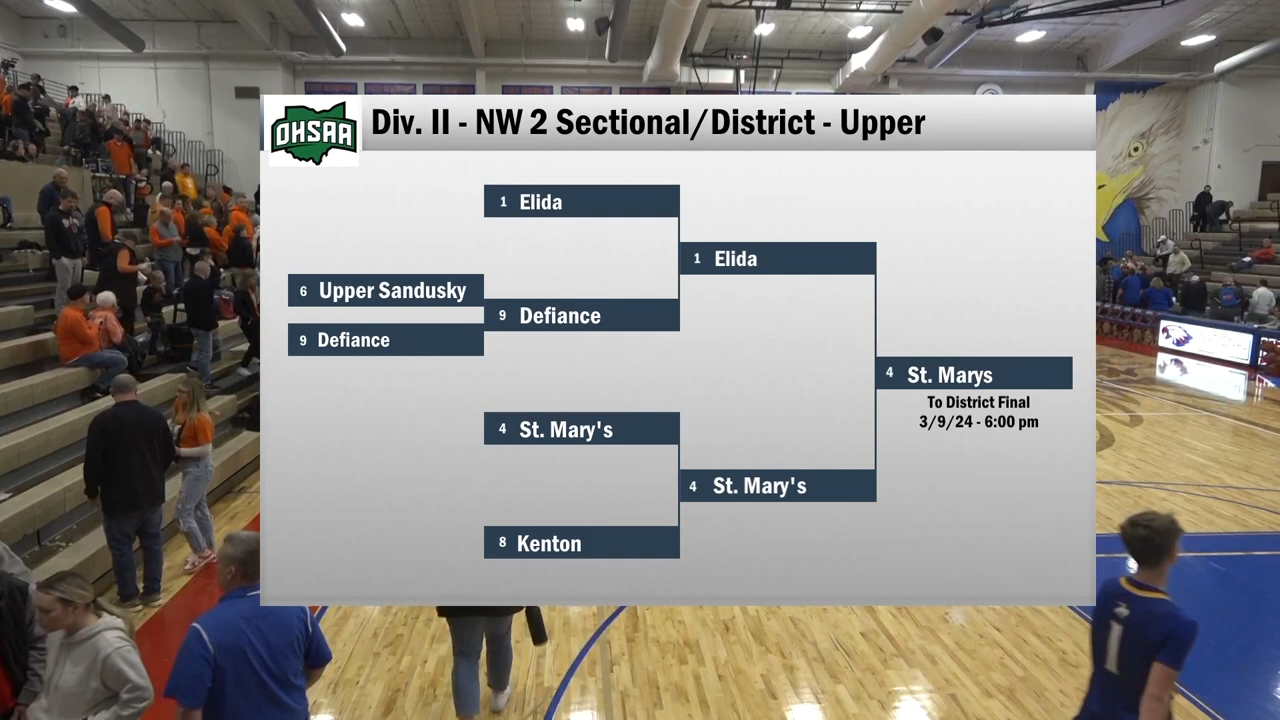 OHSAA
Div. II - NW 2 Sectional/District - Upper
1 Elida
1 Elida
6 Upper Sandusky
9 Defiance
9 Defiance
4 St. Marys
To District Final
3/9/24 - 6:00 pm
4 St. Mary's
4 St. Mary's
8 Kenton
1